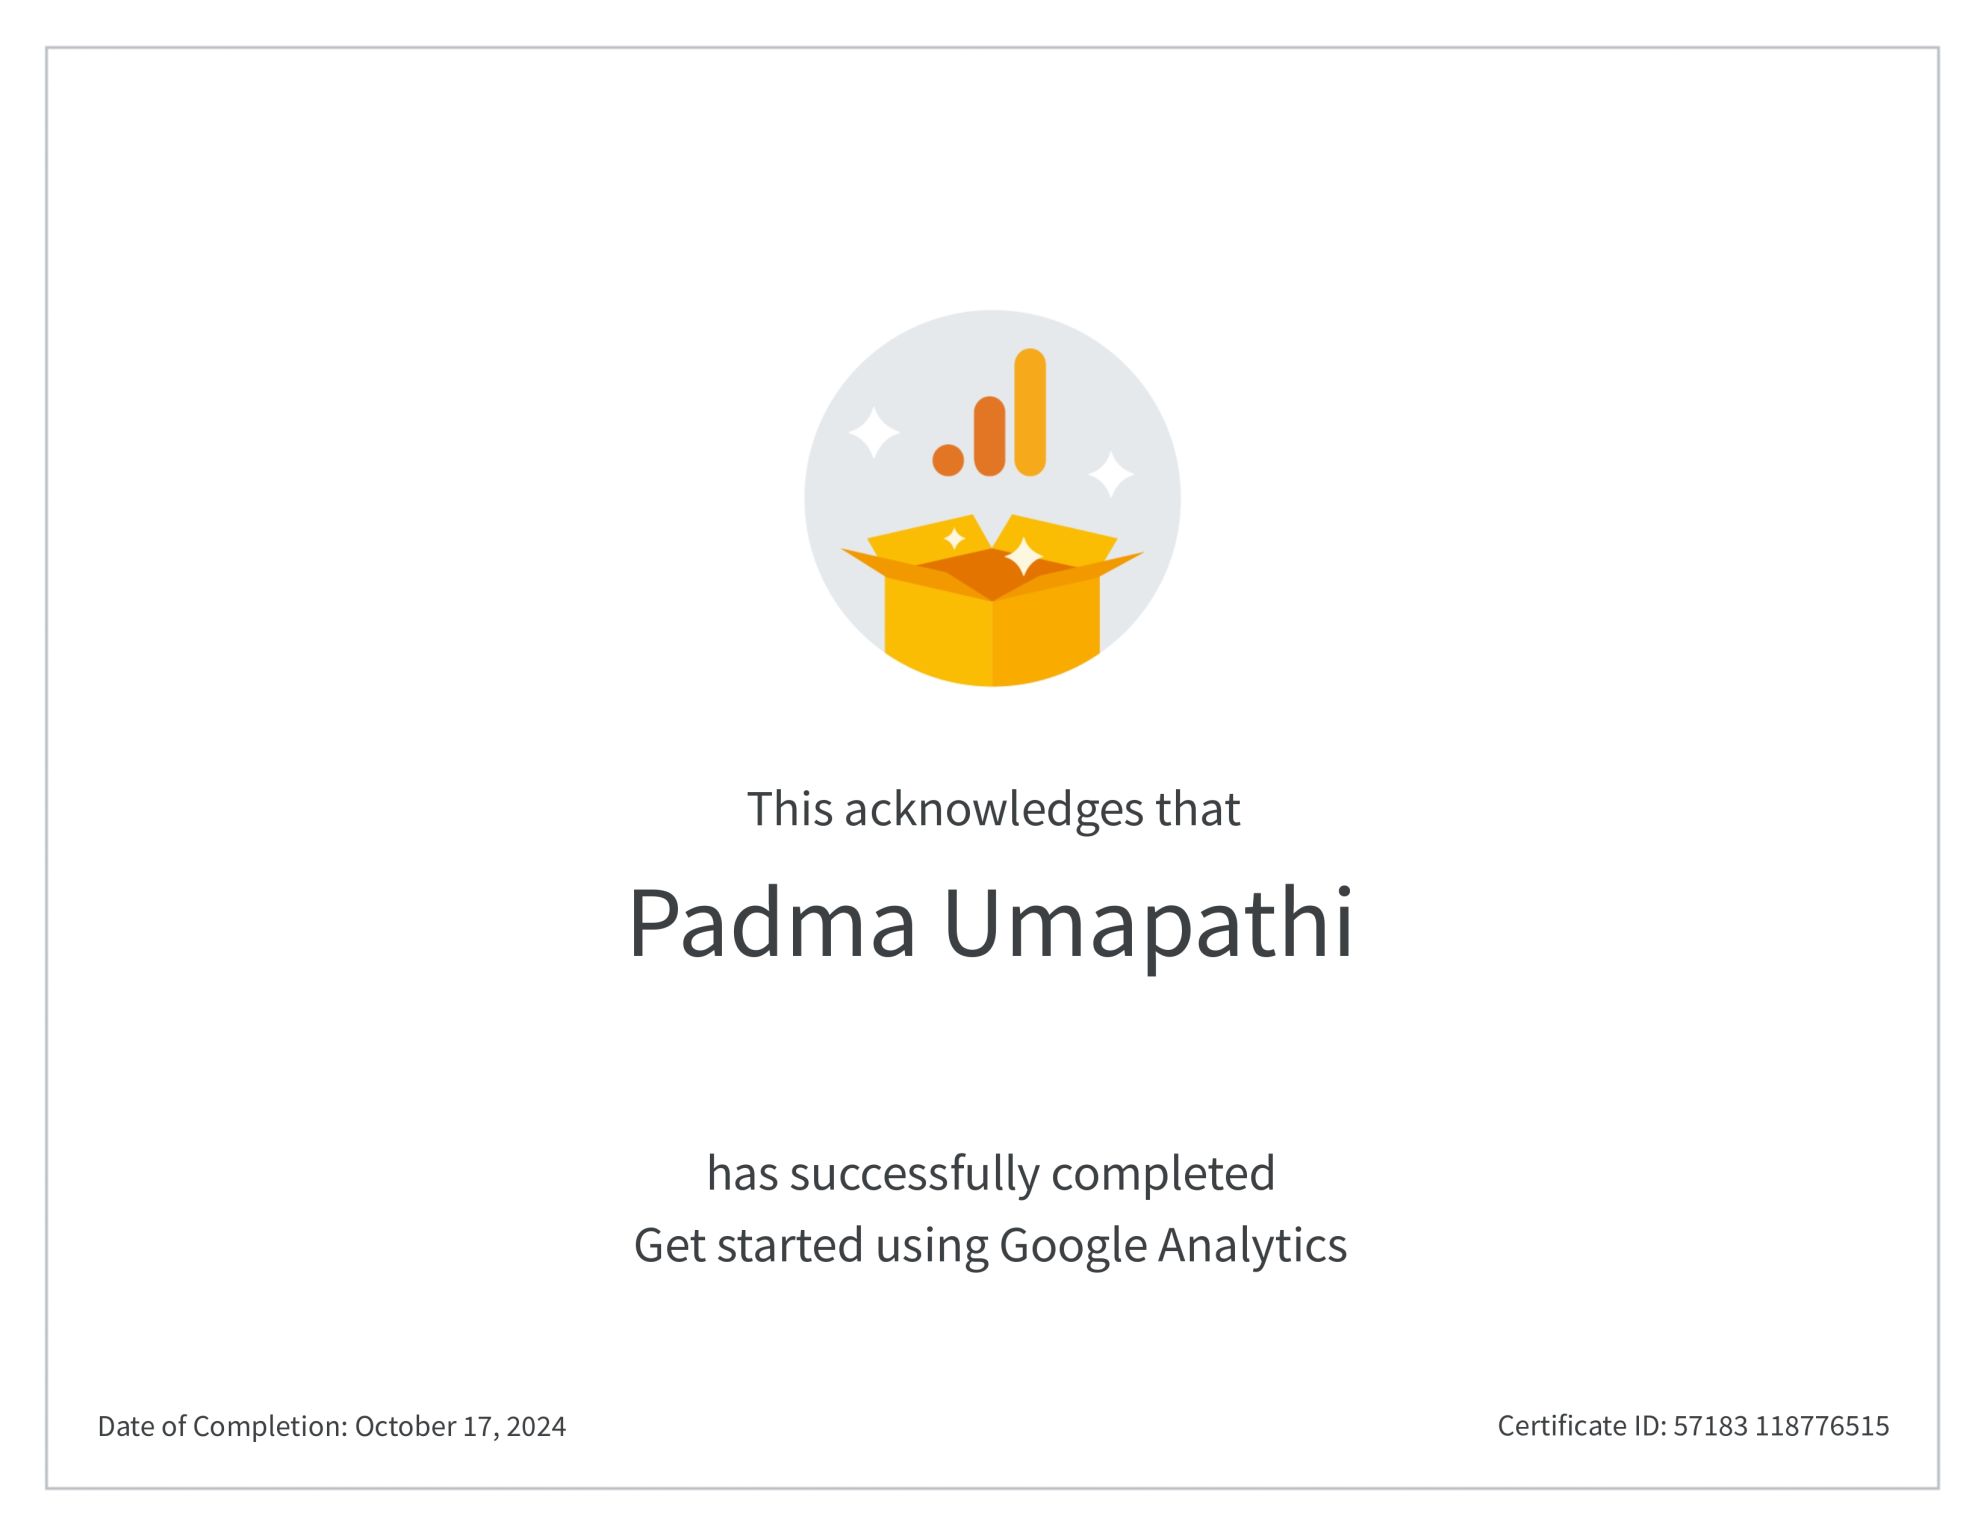 This acknowledges that
Padma Umapathi
has successfully completed
Get started using Google Analytics
Date of Completion: October 17, 2024
Certificate ID: 57183 118776515